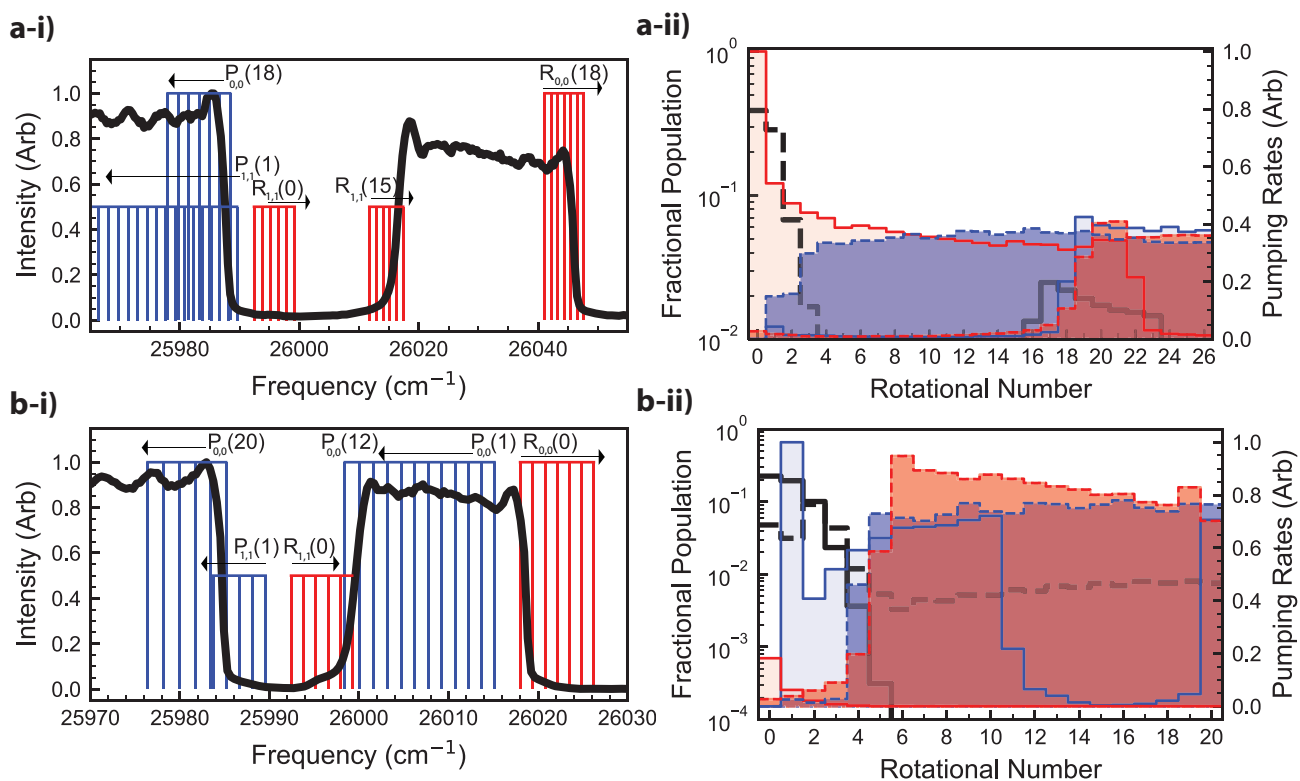 a-i)
P0,0(18)
R0,0(18)
P1,1(1)
R1,1(0)
R1,1(15)
Intensity (Arb)
1.0
0.8
0.6
0.4
0.2
0.0
25980
26000
26020
26040
Frequency (cm⁻¹)
a-ii)
Fractional Population
10⁰
10⁻¹
10⁻²
Pumping Rates (Arb)
1.0
0.8
0.6
0.4
0.2
0.0
0 2 4 6 8 10 12 14 16 18 20 22 24 26
Rotational Number
b-i)
P0,0(20)
P0,0(12)
P0,0(1)
R0,0(0)
P1,1(1)
R1,1(0)
Intensity (Arb)
1.0
0.8
0.6
0.4
0.2
0.0
25970
25980
25990
26000
26010
26020
26030
Frequency (cm⁻¹)
b-ii)
Fractional Population
10⁰
10⁻¹
10⁻²
10⁻³
10⁻⁴
Pumping Rates (Arb)
1.0
0.8
0.6
0.4
0.2
0.0
0 2 4 6 8 10 12 14 16 18 20
Rotational Number